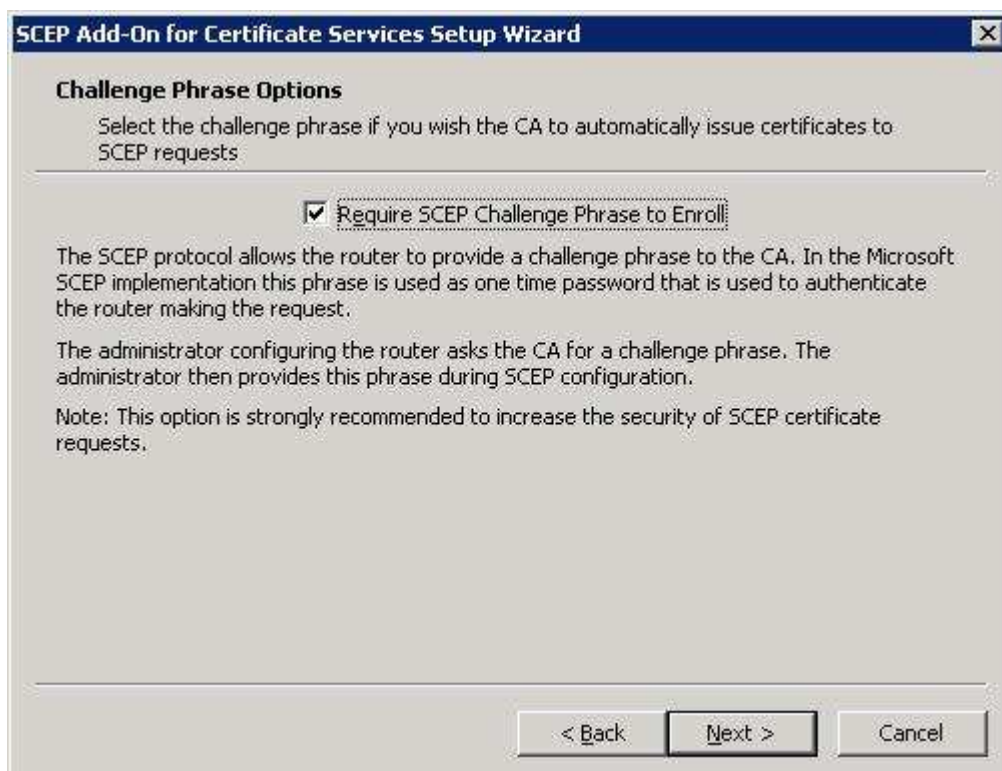 SCEP Add-On for Certificate Services Setup Wizard
Challenge Phrase Options
Select the challenge phrase if you wish the CA to automatically issue certificates to
SCEP requests
Require SCEP Challenge Phrase to Enroll
The SCEP protocol allows the router to provide a challenge phrase to the CA. In the Microsoft
SCEP implementation this phrase is used as one time password that is used to authenticate
the router making the request.
The administrator configuring the router asks the CA for a challenge phrase. The
administrator then provides this phrase during SCEP configuration.
Note: This option is strongly recommended to increase the security of SCEP certificate
requests.
< Back
Next >
Cancel